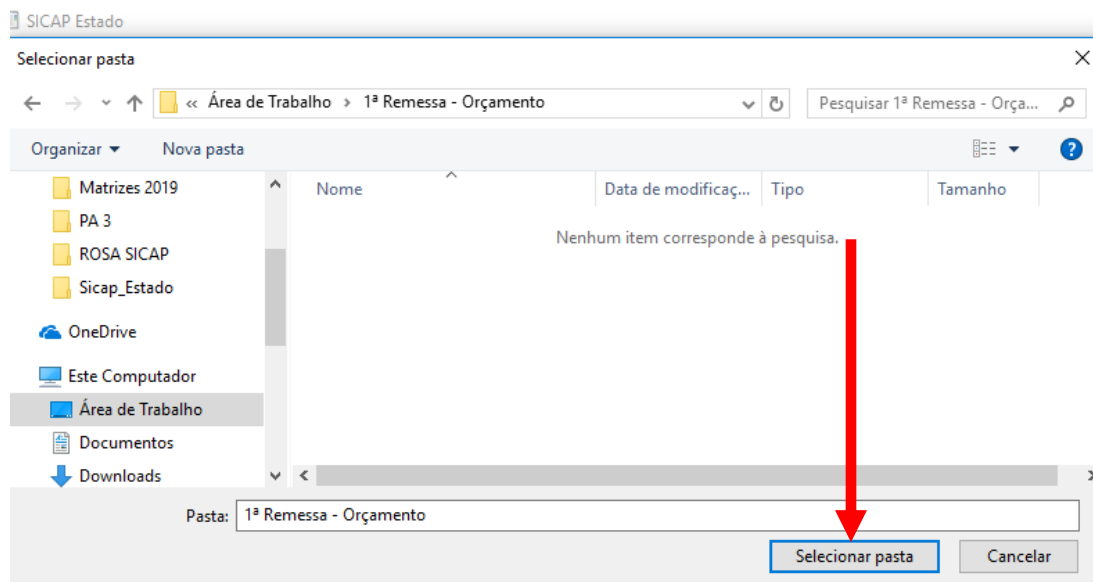 SICAP Estado
Selecionar pasta
« Área de Trabalho › 1ª Remessa - Orçamento
Pesquisar 1ª Remessa - Orça...
Organizar Nova pasta
Nome Data de modificaç... Tipo Tamanho
Matrizes 2019
PA 3
ROSA SICAP
Sicap_Estado
OneDrive
Este Computador
Área de Trabalho
Documentos
Downloads
Nenhum item corresponde à pesquisa.
Pasta: 1ª Remessa - Orçamento
Selecionar pasta Cancelar